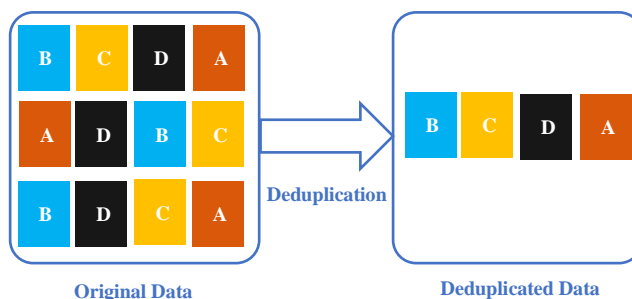 B C D A
A D B C
B D C A
Deduplication
B C D A
Original Data
Deduplicated Data